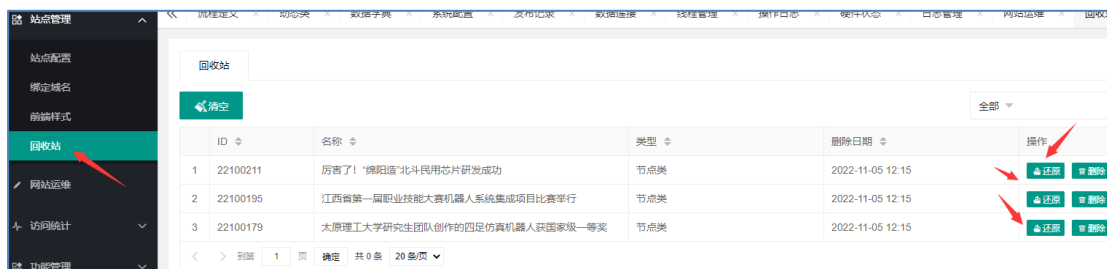 站点管理
流程定义 × 动态类 × 数据字典 × 系统配置 × 发布记录 × 数据连接 × 线程管理 × 操作日志 × 硬件状态 × 日志管理 × 网站运维 × 回收
站点配置
回收站
绑定域名
清空
全部
前端样式
回收站
ID 名称 类型 删除日期 操作
1 22100211 厉害了！“绵阳造”北斗民用芯片研发成功 节点类 2022-11-05 12:15 还原 删除
网站运维
2 22100195 江西省第一届职业技能大赛机器人系统集成项目比赛举行 节点类 2022-11-05 12:15 还原 删除
访问统计
3 22100179 太原理工大学研究生团队创作的四足仿真机器人获国家级一等奖 节点类 2022-11-05 12:15 还原 删除
到第 1 页 确定 共 0 条 20 条/页
功能管理